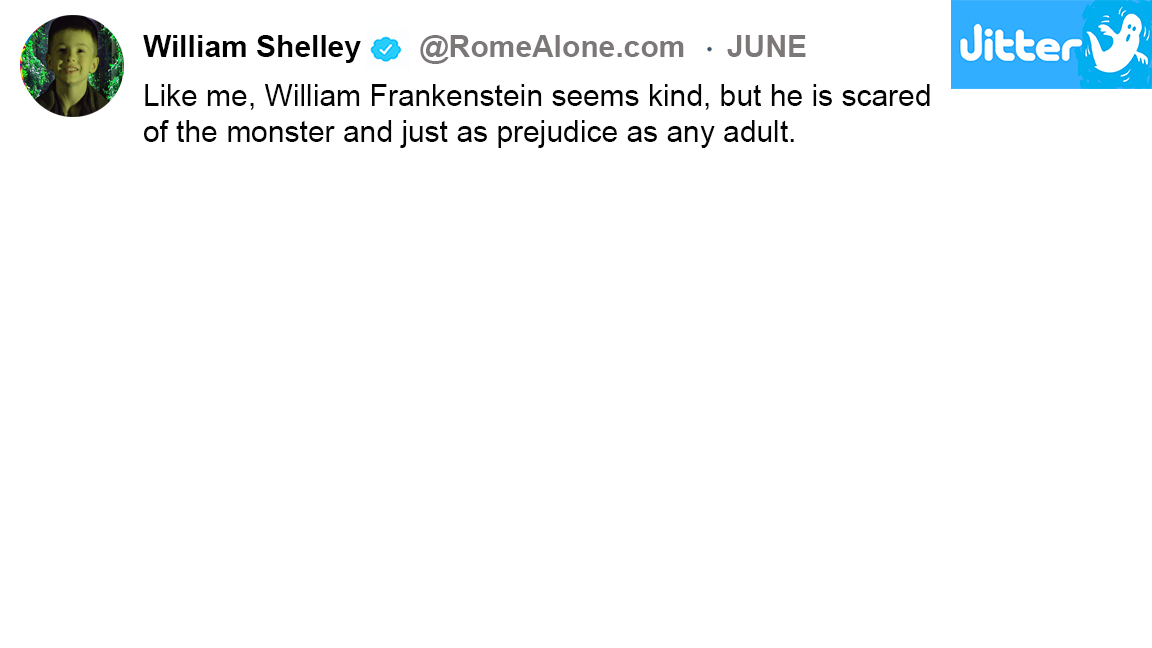 William Shelley @RomeAlone.com · JUNE
Jitter
Like me, William Frankenstein seems kind, but he is scared
of the monster and just as prejudice as any adult.